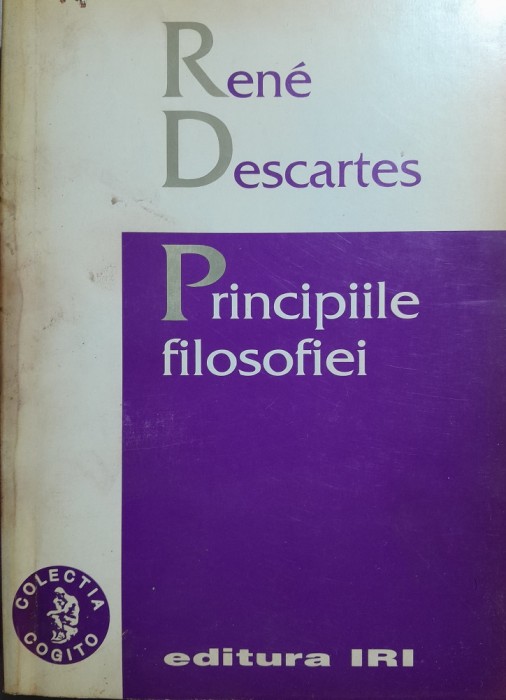 René
Descartes
Principiile
filosofiei
COLECTIA
COGITO
editura IRI